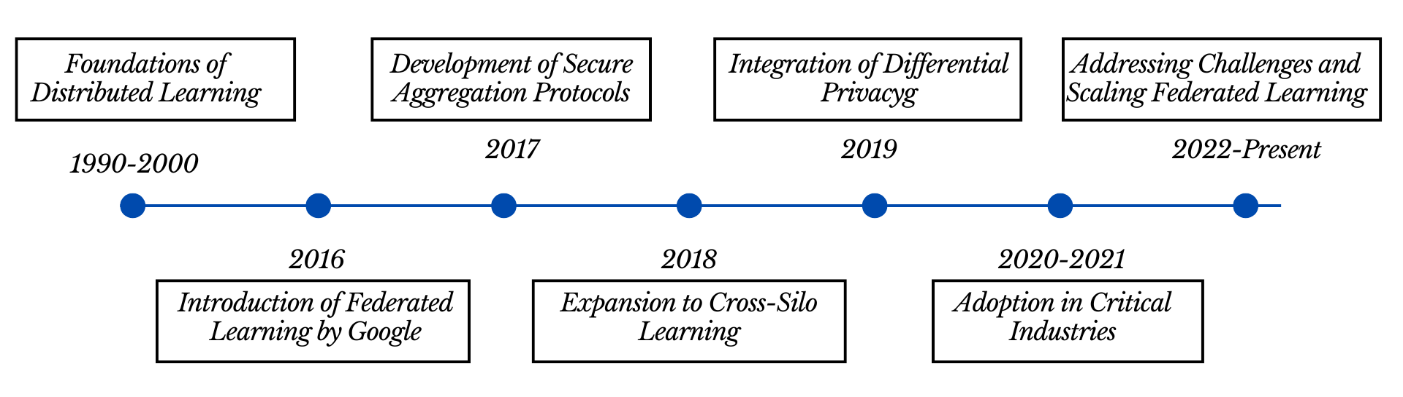 Foundations of
Distributed Learning
1990-2000
2016
Introduction of Federated
Learning by Google
Development of Secure
Aggregation Protocols
2017
2018
Expansion to Cross-Silo
Learning
Integration of Differential
Privacyg
2019
2020-2021
Adoption in Critical
Industries
Addressing Challenges and
Scaling Federated Learning
2022-Present